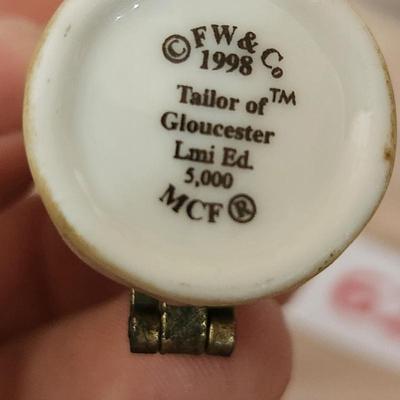 © FW & Co
1998
Tailor of™
Gloucester
Lmi Ed.
5,000
MCF®